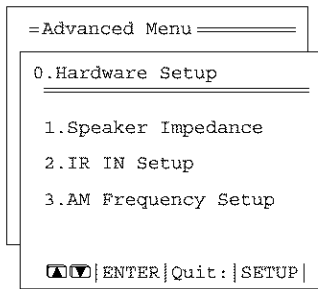 =Advanced Menu
0.Hardware Setup
1.Speaker Impedance
2.IR IN Setup
3.AM Frequency Setup
▲▼|ENTER|Quit:|SETUP|